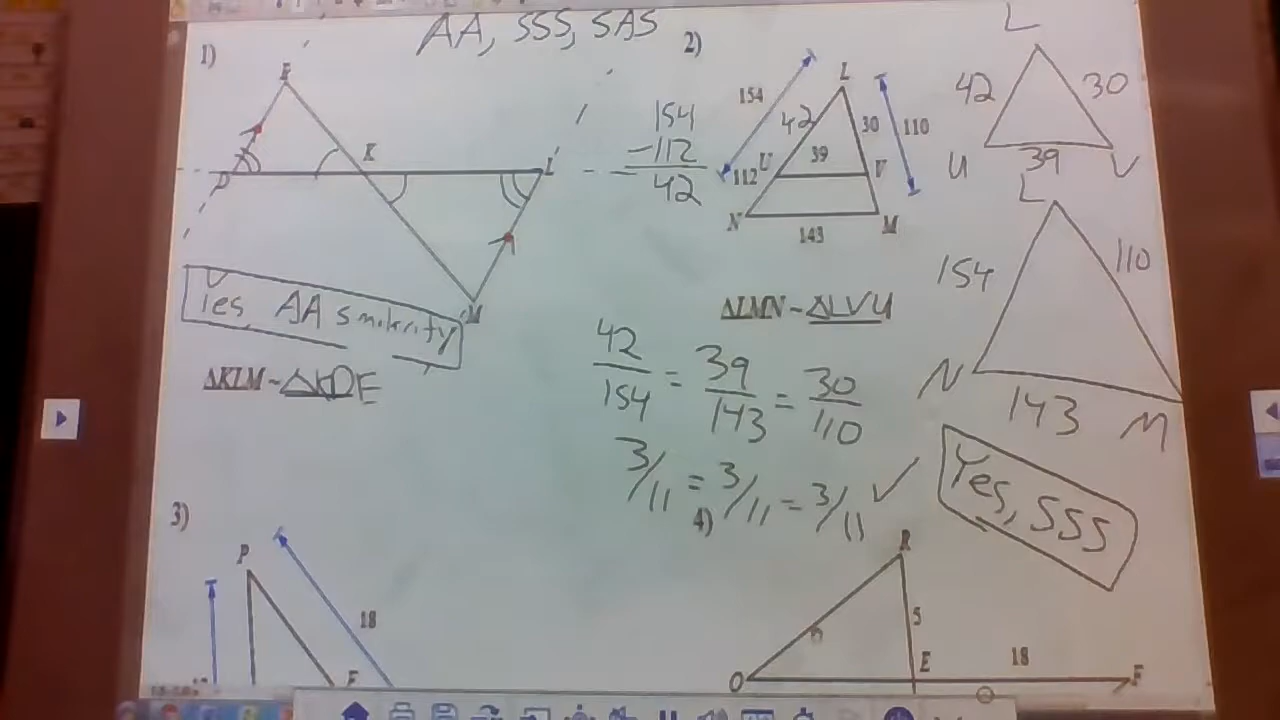 AA, SSS, SAS
1)
E
K
D
L
M
Yes AA Smilarity
ΔKLM ~ ΔKDE
2)
154
-112
42
154
L
42
30
110
39
112
U
V
N
M
143
ΔLMN ~ ΔLVU
42/154 = 39/143 = 30/110
3/11 = 3/11 = 3/11 ✓
L
42
30
U
39
V
L
154
110
N
143
M
Yes, SSS
3)
P
18
4)
R
5
E
18